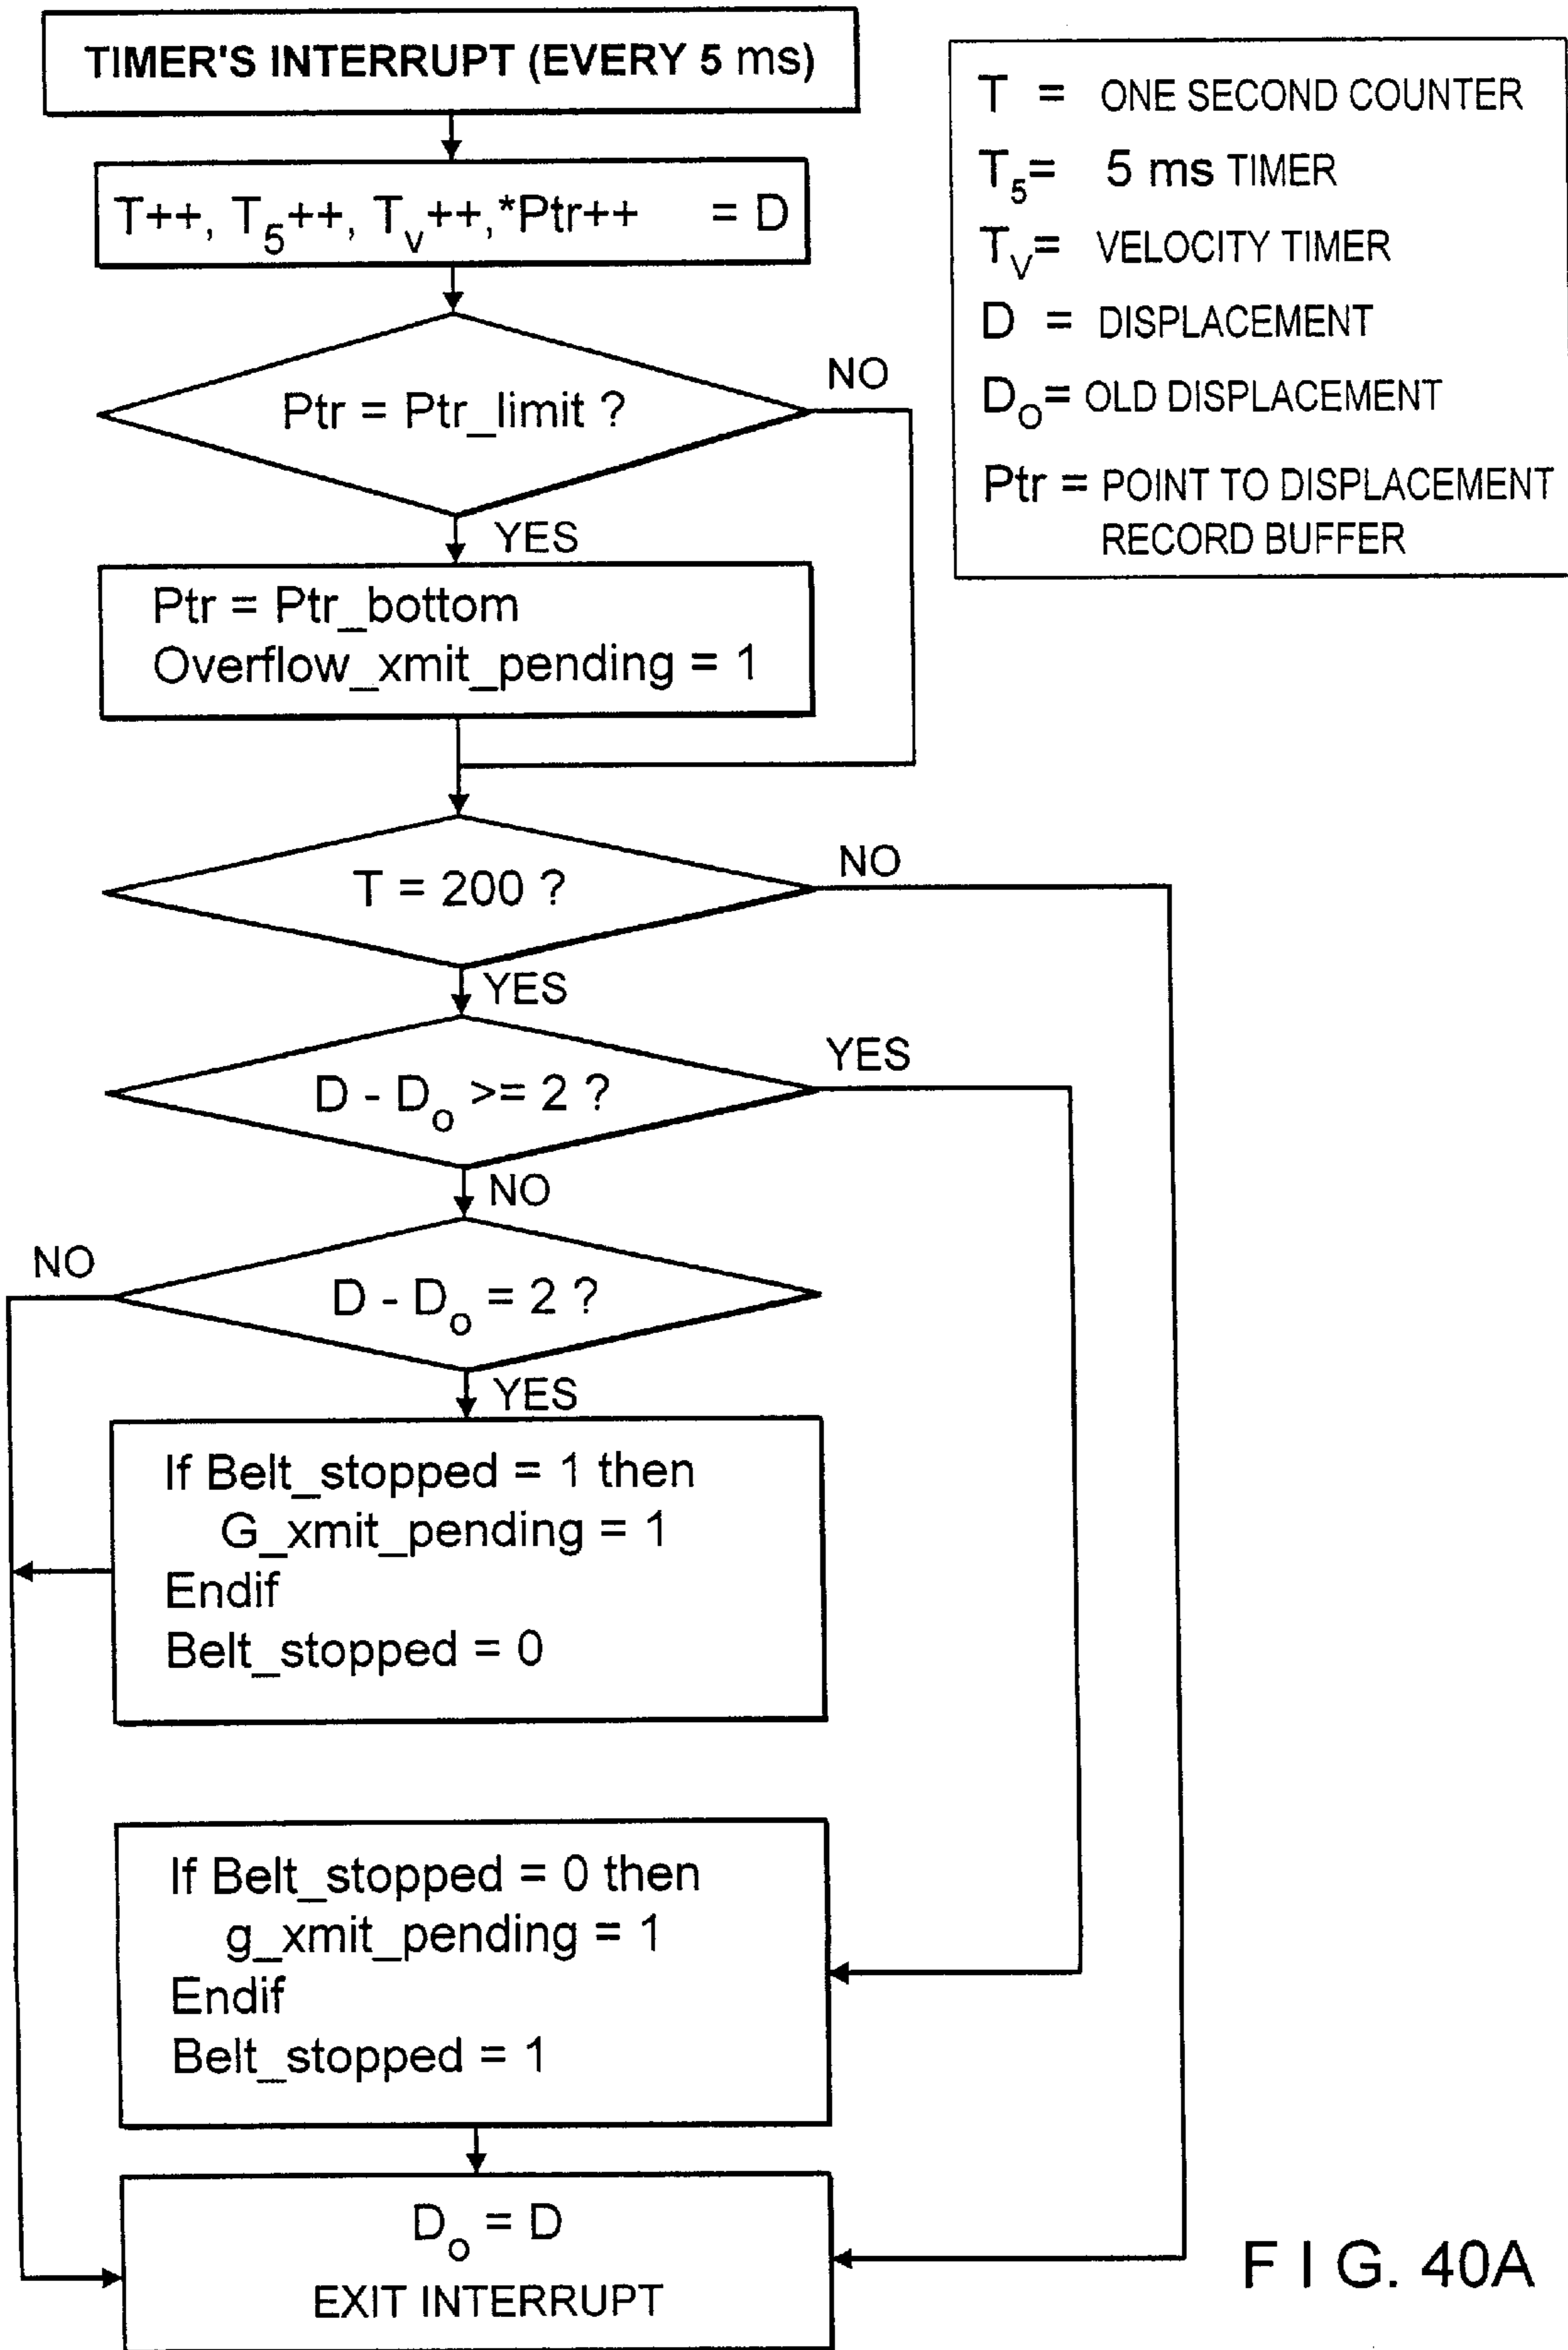 TIMER'S INTERRUPT (EVERY 5 ms)
T++, T5++, Tv++,*Ptr++ = D
Ptr = Ptr_limit ?
NO
YES
Ptr = Ptr_bottom
Overflow_xmit_pending = 1
T = 200 ?
NO
YES
D - Do >= 2 ?
YES
NO
D - Do = 2 ?
NO
YES
If Belt_stopped = 1 then
G_xmit_pending = 1
Endif
Belt_stopped = 0
If Belt_stopped = 0 then
g_xmit_pending = 1
Endif
Belt_stopped = 1
Do = D
EXIT INTERRUPT
T = ONE SECOND COUNTER
T5= 5 ms TIMER
Tv= VELOCITY TIMER
D = DISPLACEMENT
Do= OLD DISPLACEMENT
Ptr = POINT TO DISPLACEMENT
RECORD BUFFER
F I G. 40A